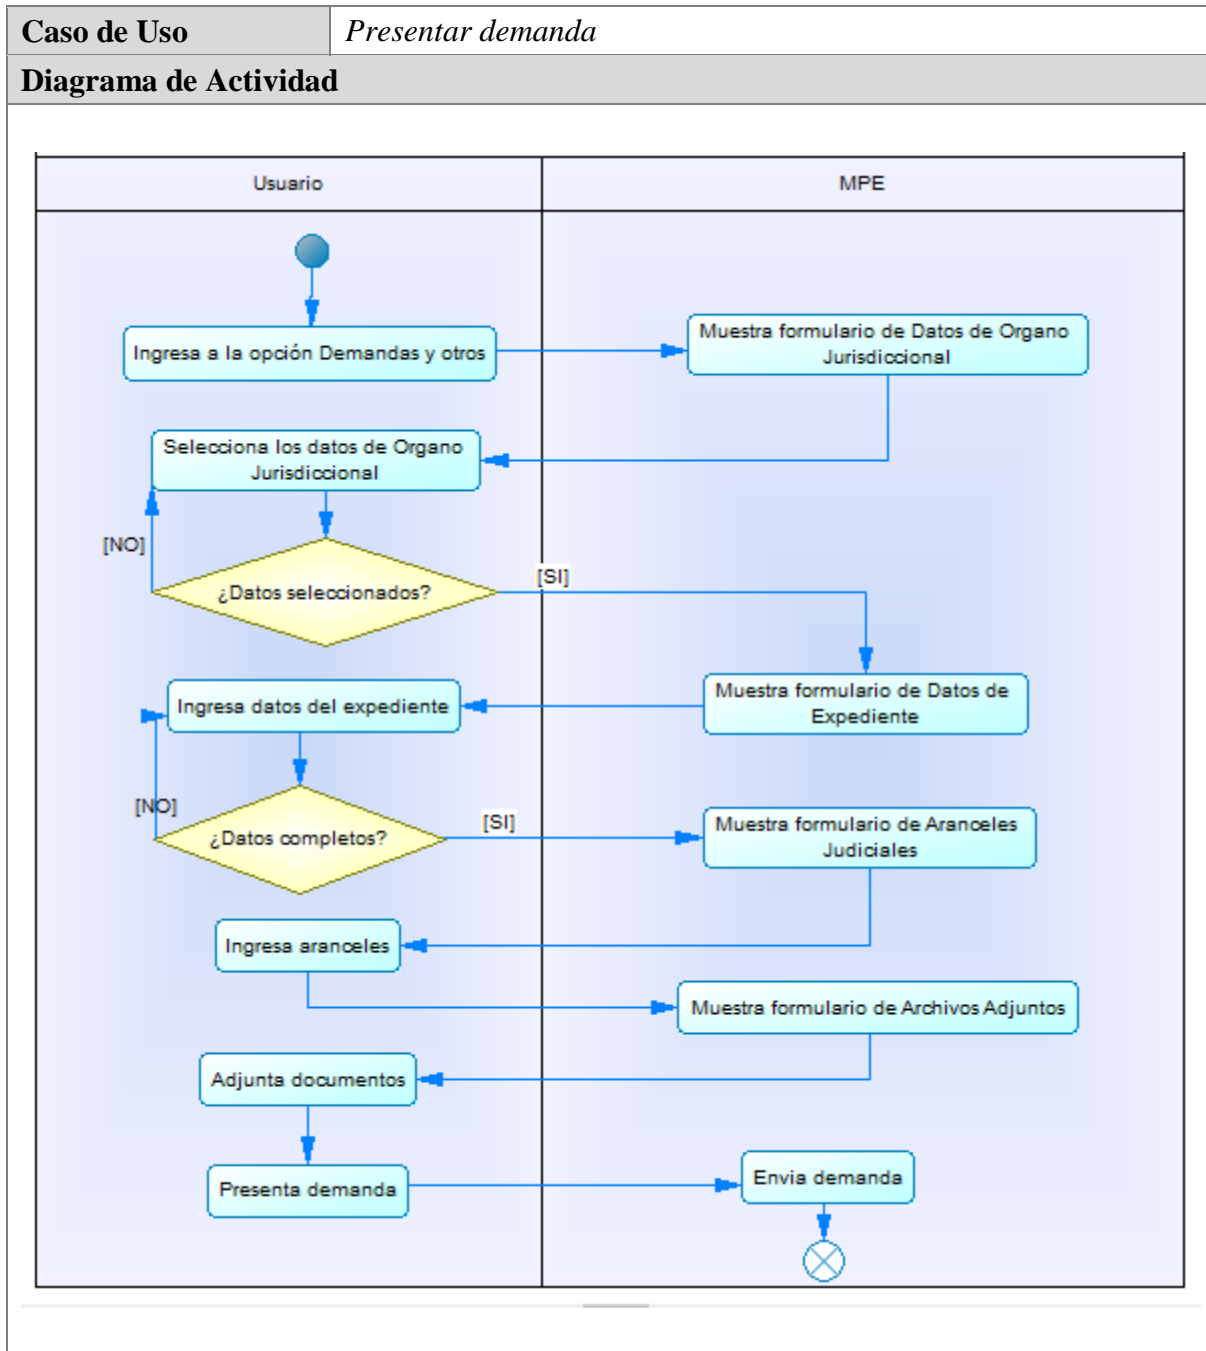 Caso de Uso
Presentar demanda
Diagrama de Actividad
Usuario
MPE
Ingresa a la opción Demandas y otros
Muestra formulario de Datos de Organo
Jurisdiccional
Selecciona los datos de Organo
Jurisdiccional
[NO]
¿Datos seleccionados?
[SI]
Muestra formulario de Datos de
Expediente
Ingresa datos del expediente
[NO]
¿Datos completos?
[SI]
Muestra formulario de Aranceles
Judiciales
Ingresa aranceles
Muestra formulario de Archivos Adjuntos
Adjunta documentos
Presenta demanda
Envia demanda